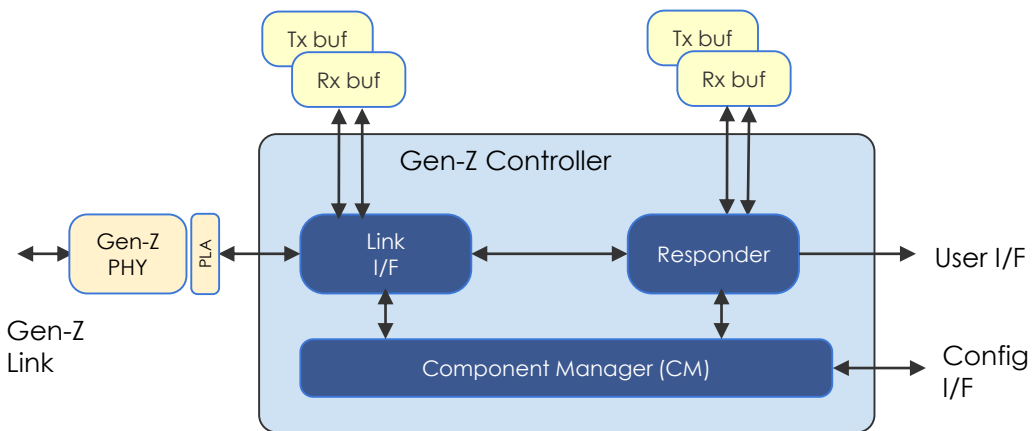 Tx buf
Rx buf
Tx buf
Rx buf
Gen-Z Controller
Gen-Z
PHY
PLA
Link
I/F
Responder
User I/F
Gen-Z
Link
Component Manager (CM)
Config
I/F